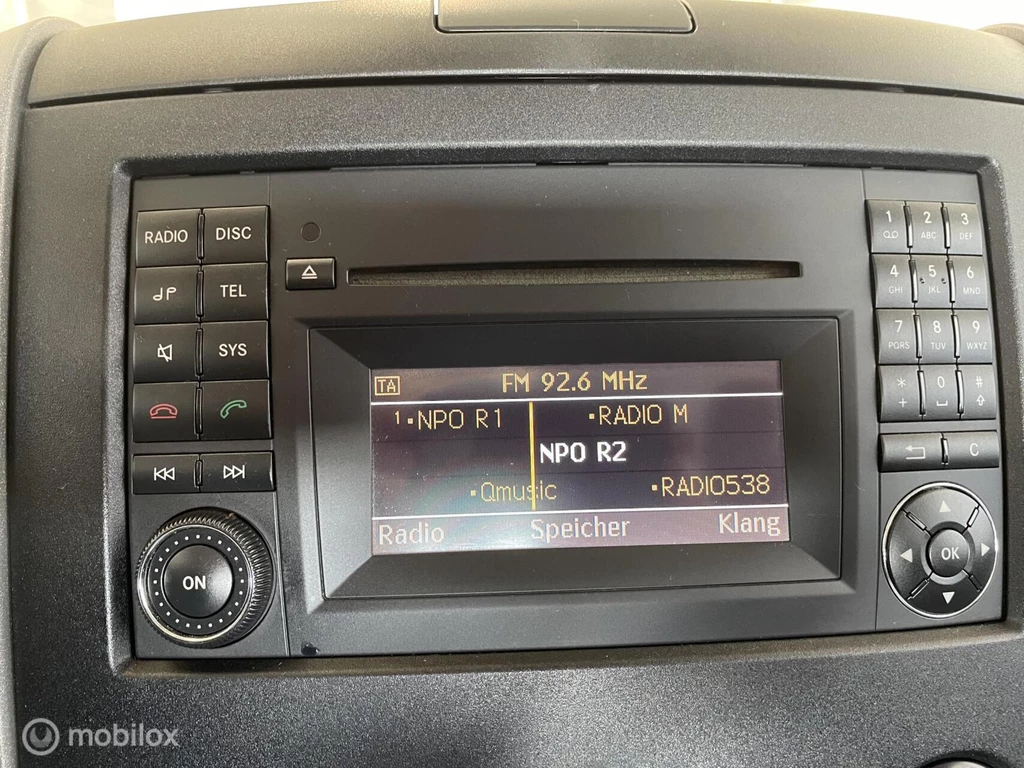 RADIO DISC
TEL
SYS
ON
TA FM 92.6 MHz
1 •NPO R1 •RADIO M
NPO R2
•Qmusic •RADIO538
Radio Speicher Klang
1 2 ABC 3 DEF
4 GHI 5 JKL 6 MNO
7 PQRS 8 TUV 9 WXYZ
* + 0 #
C
OK
mobilox